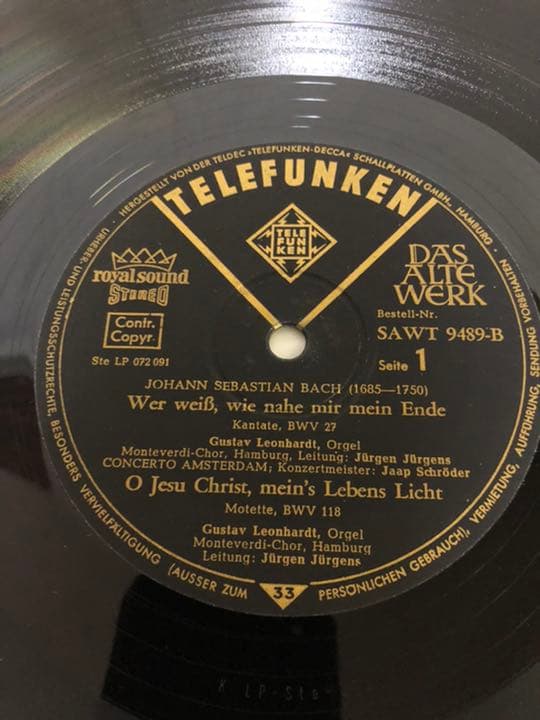 · HERGESTELLT VON DER TELDEC »TELEFUNKEN-DECCA« SCHALLPLATTEN GMBH., HAMBURG ·
TELEFUNKEN
TELE
FUN
KEN
royal sound
STEREO
DAS
ALTE
WERK
Contr.
Copyr.
Bestell-Nr.
SAWT 9489-B
Ste LP 072 091
Seite 1
JOHANN SEBASTIAN BACH (1685—1750)
Wer weiß, wie nahe mir mein Ende
Kantate, BWV 27
Gustav Leonhardt, Orgel
Monteverdi-Chor, Hamburg, Leitung: Jürgen Jürgens
CONCERTO AMSTERDAM; Konzertmeister: Jaap Schröder
O Jesu Christ, mein's Lebens Licht
Motette, BWV 118
Gustav Leonhardt, Orgel
Monteverdi-Chor, Hamburg
Leitung: Jürgen Jürgens
33
URHEBER- UND LEISTUNGSSCHUTZRECHTE, BESONDERS VERVIELFÄLTIGUNG (AUSSER ZUM PERSÖNLICHEN GEBRAUCH), VERMIETUNG, AUFFÜHRUNG, SENDUNG VORBEHALTEN